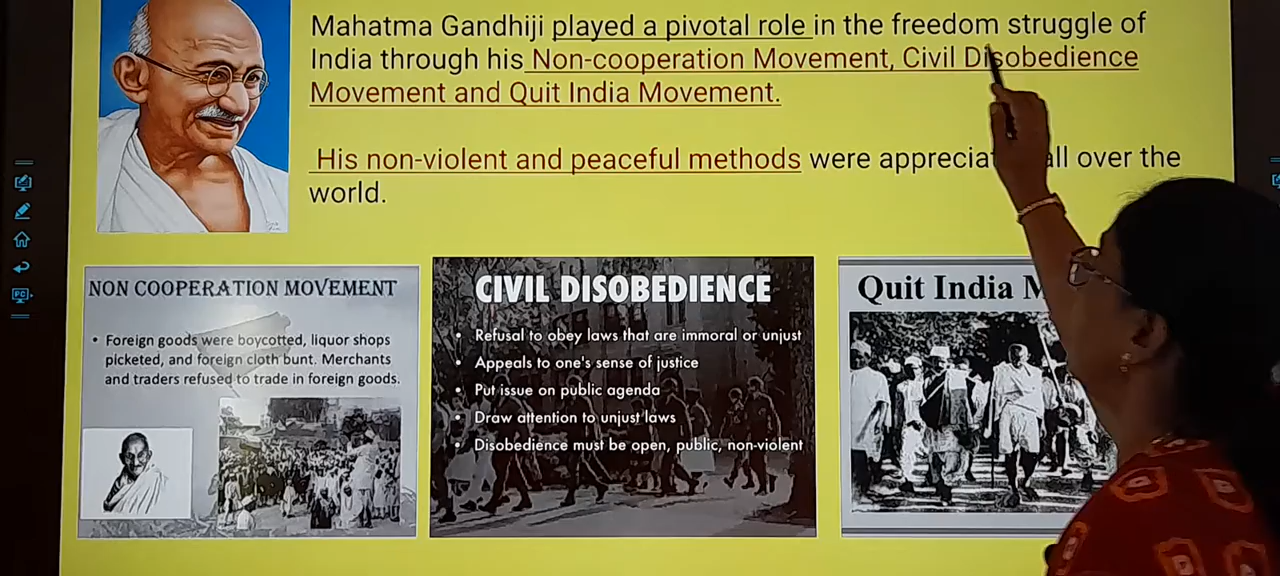 Mahatma Gandhiji played a pivotal role in the freedom struggle of
India through his Non-cooperation Movement, Civil Disobedience
Movement and Quit India Movement.
His non-violent and peaceful methods were all over the
world.
NON COOPERATION MOVEMENT
• Foreign goods were boycotted, liquor shops
picketed, and foreign cloth bunt. Merchants
and traders refused to trade in foreign goods.
CIVIL DISOBEDIENCE
• Refusal to obey laws that are immoral or unjust
• Appeals to one's sense of justice
• Put issue on public agenda
• Draw attention to unjust laws
• Disobedience must be open, public, non-violent
Quit India
PC